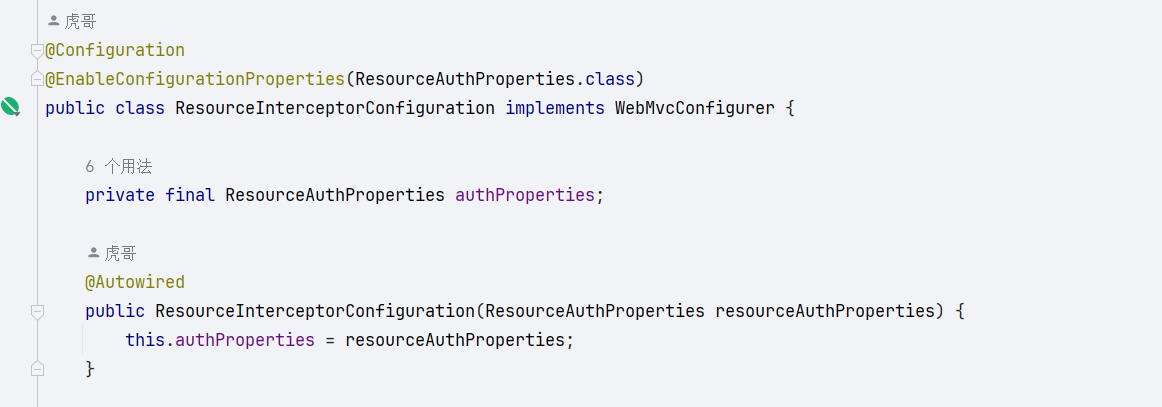 虎哥
@Configuration
@EnableConfigurationProperties(ResourceAuthProperties.class)
public class ResourceInterceptorConfiguration implements WebMvcConfigurer {
6 个用法
private final ResourceAuthProperties authProperties;
虎哥
@Autowired
public ResourceInterceptorConfiguration(ResourceAuthProperties resourceAuthProperties) {
this.authProperties = resourceAuthProperties;
}